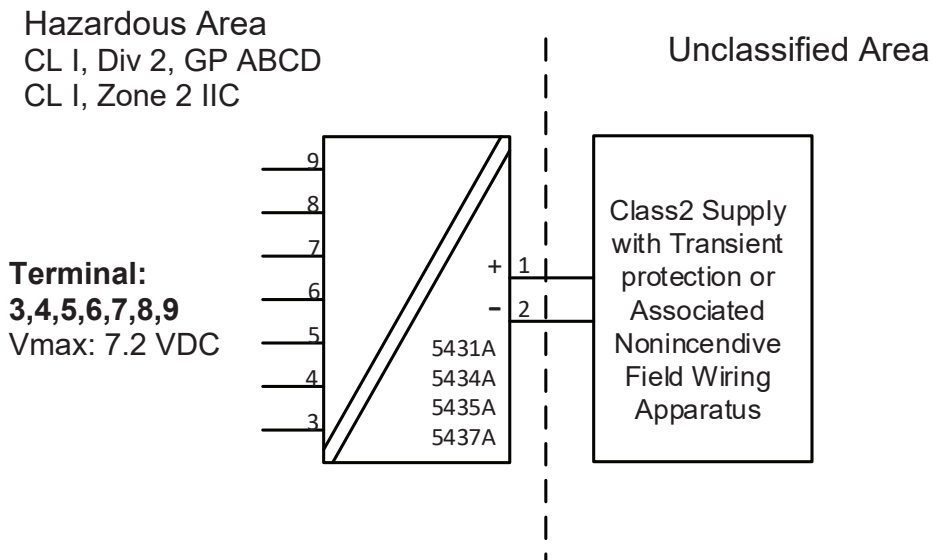 Hazardous Area
CL I, Div 2, GP ABCD
CL I, Zone 2 IIC
Unclassified Area
Terminal:
3,4,5,6,7,8,9
Vmax: 7.2 VDC
9
8
7
6
5
4
3
+ 1
- 2
5431A
5434A
5435A
5437A
Class2 Supply
with Transient
protection or
Associated
Nonincendive
Field Wiring
Apparatus